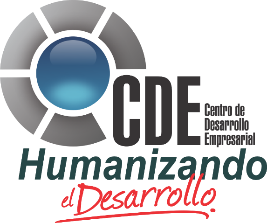 CDE
Centro de
Desarrollo
Empresarial
Humanizando
el Desarrollo